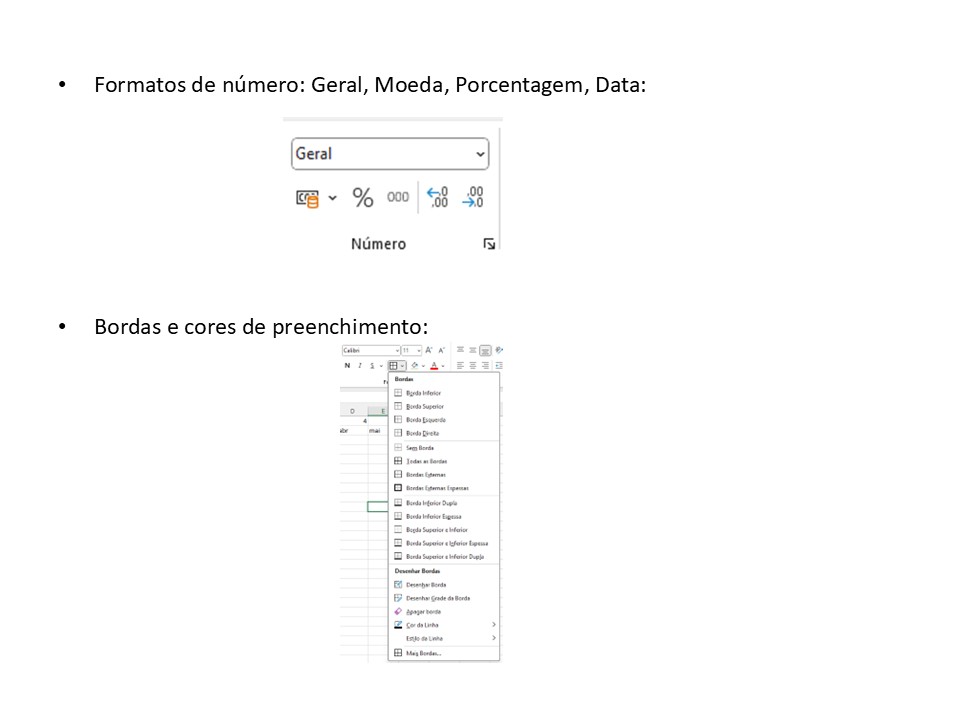 • Formatos de número: Geral, Moeda, Porcentagem, Data:
Geral
% 000 ←0 .00 .00 →.0
Número
• Bordas e cores de preenchimento:
Calibri 11 A^ A˅
N I S A
Bordas
Borda Inferior
Borda Superior
Borda Esquerda
Borda Direita
D E
4
abr mai
Sem Borda
Todas as Bordas
Bordas Externas
Bordas Externas Espessas
Borda Inferior Dupla
Borda Inferior Espessa
Borda Superior e Inferior
Borda Superior e Inferior Espessa
Borda Superior e Inferior Dupla
Desenhar Bordas
Desenhar Borda
Desenhar Grade da Borda
Apagar borda
Cor da Linha
Estilo da Linha
Mais Bordas...